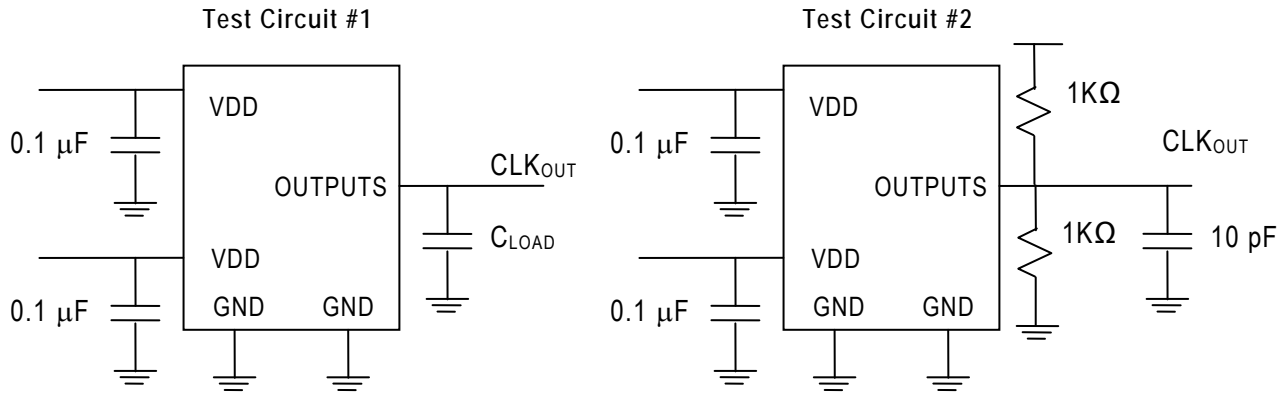 Test Circuit #1
VDD
0.1 μF
CLKOUT
OUTPUTS
CLOAD
VDD
0.1 μF
GND GND
Test Circuit #2
1KΩ
VDD
0.1 μF
CLKOUT
OUTPUTS
1KΩ
10 pF
VDD
0.1 μF
GND GND